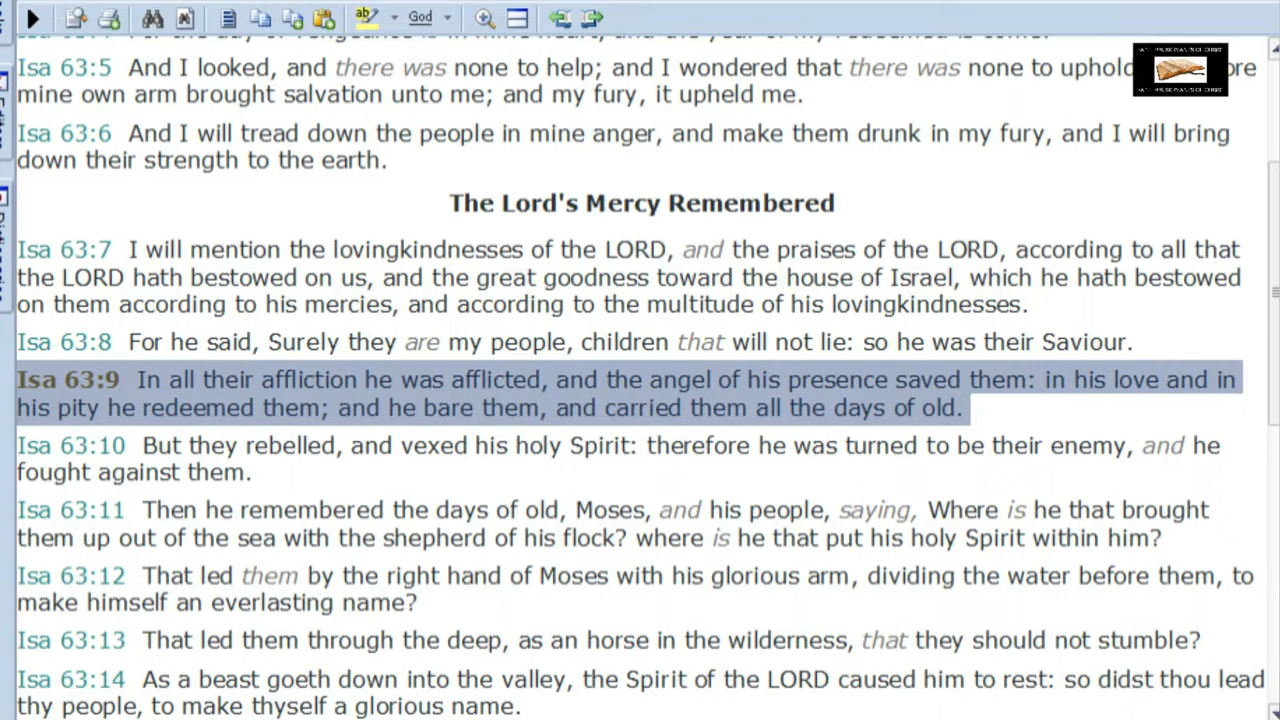 God
Isa 63:5 And I looked, and there was none to help; and I wondered that there was none to uphold
mine own arm brought salvation unto me; and my fury, it upheld me.
Isa 63:6 And I will tread down the people in mine anger, and make them drunk in my fury, and I will bring
down their strength to the earth.
The Lord's Mercy Remembered
Isa 63:7 I will mention the lovingkindnesses of the LORD, and the praises of the LORD, according to all that
the LORD hath bestowed on us, and the great goodness toward the house of Israel, which he hath bestowed
on them according to his mercies, and according to the multitude of his lovingkindnesses.
Isa 63:8 For he said, Surely they are my people, children that will not lie: so he was their Saviour.
Isa 63:9 In all their affliction he was afflicted, and the angel of his presence saved them: in his love and in
his pity he redeemed them; and he bare them, and carried them all the days of old.
Isa 63:10 But they rebelled, and vexed his holy Spirit: therefore he was turned to be their enemy, and he
fought against them.
Isa 63:11 Then he remembered the days of old, Moses, and his people, saying, Where is he that brought
them up out of the sea with the shepherd of his flock? where is he that put his holy Spirit within him?
Isa 63:12 That led them by the right hand of Moses with his glorious arm, dividing the water before them, to
make himself an everlasting name?
Isa 63:13 That led them through the deep, as an horse in the wilderness, that they should not stumble?
Isa 63:14 As a beast goeth down into the valley, the Spirit of the LORD caused him to rest: so didst thou lead
thy people, to make thyself a glorious name.